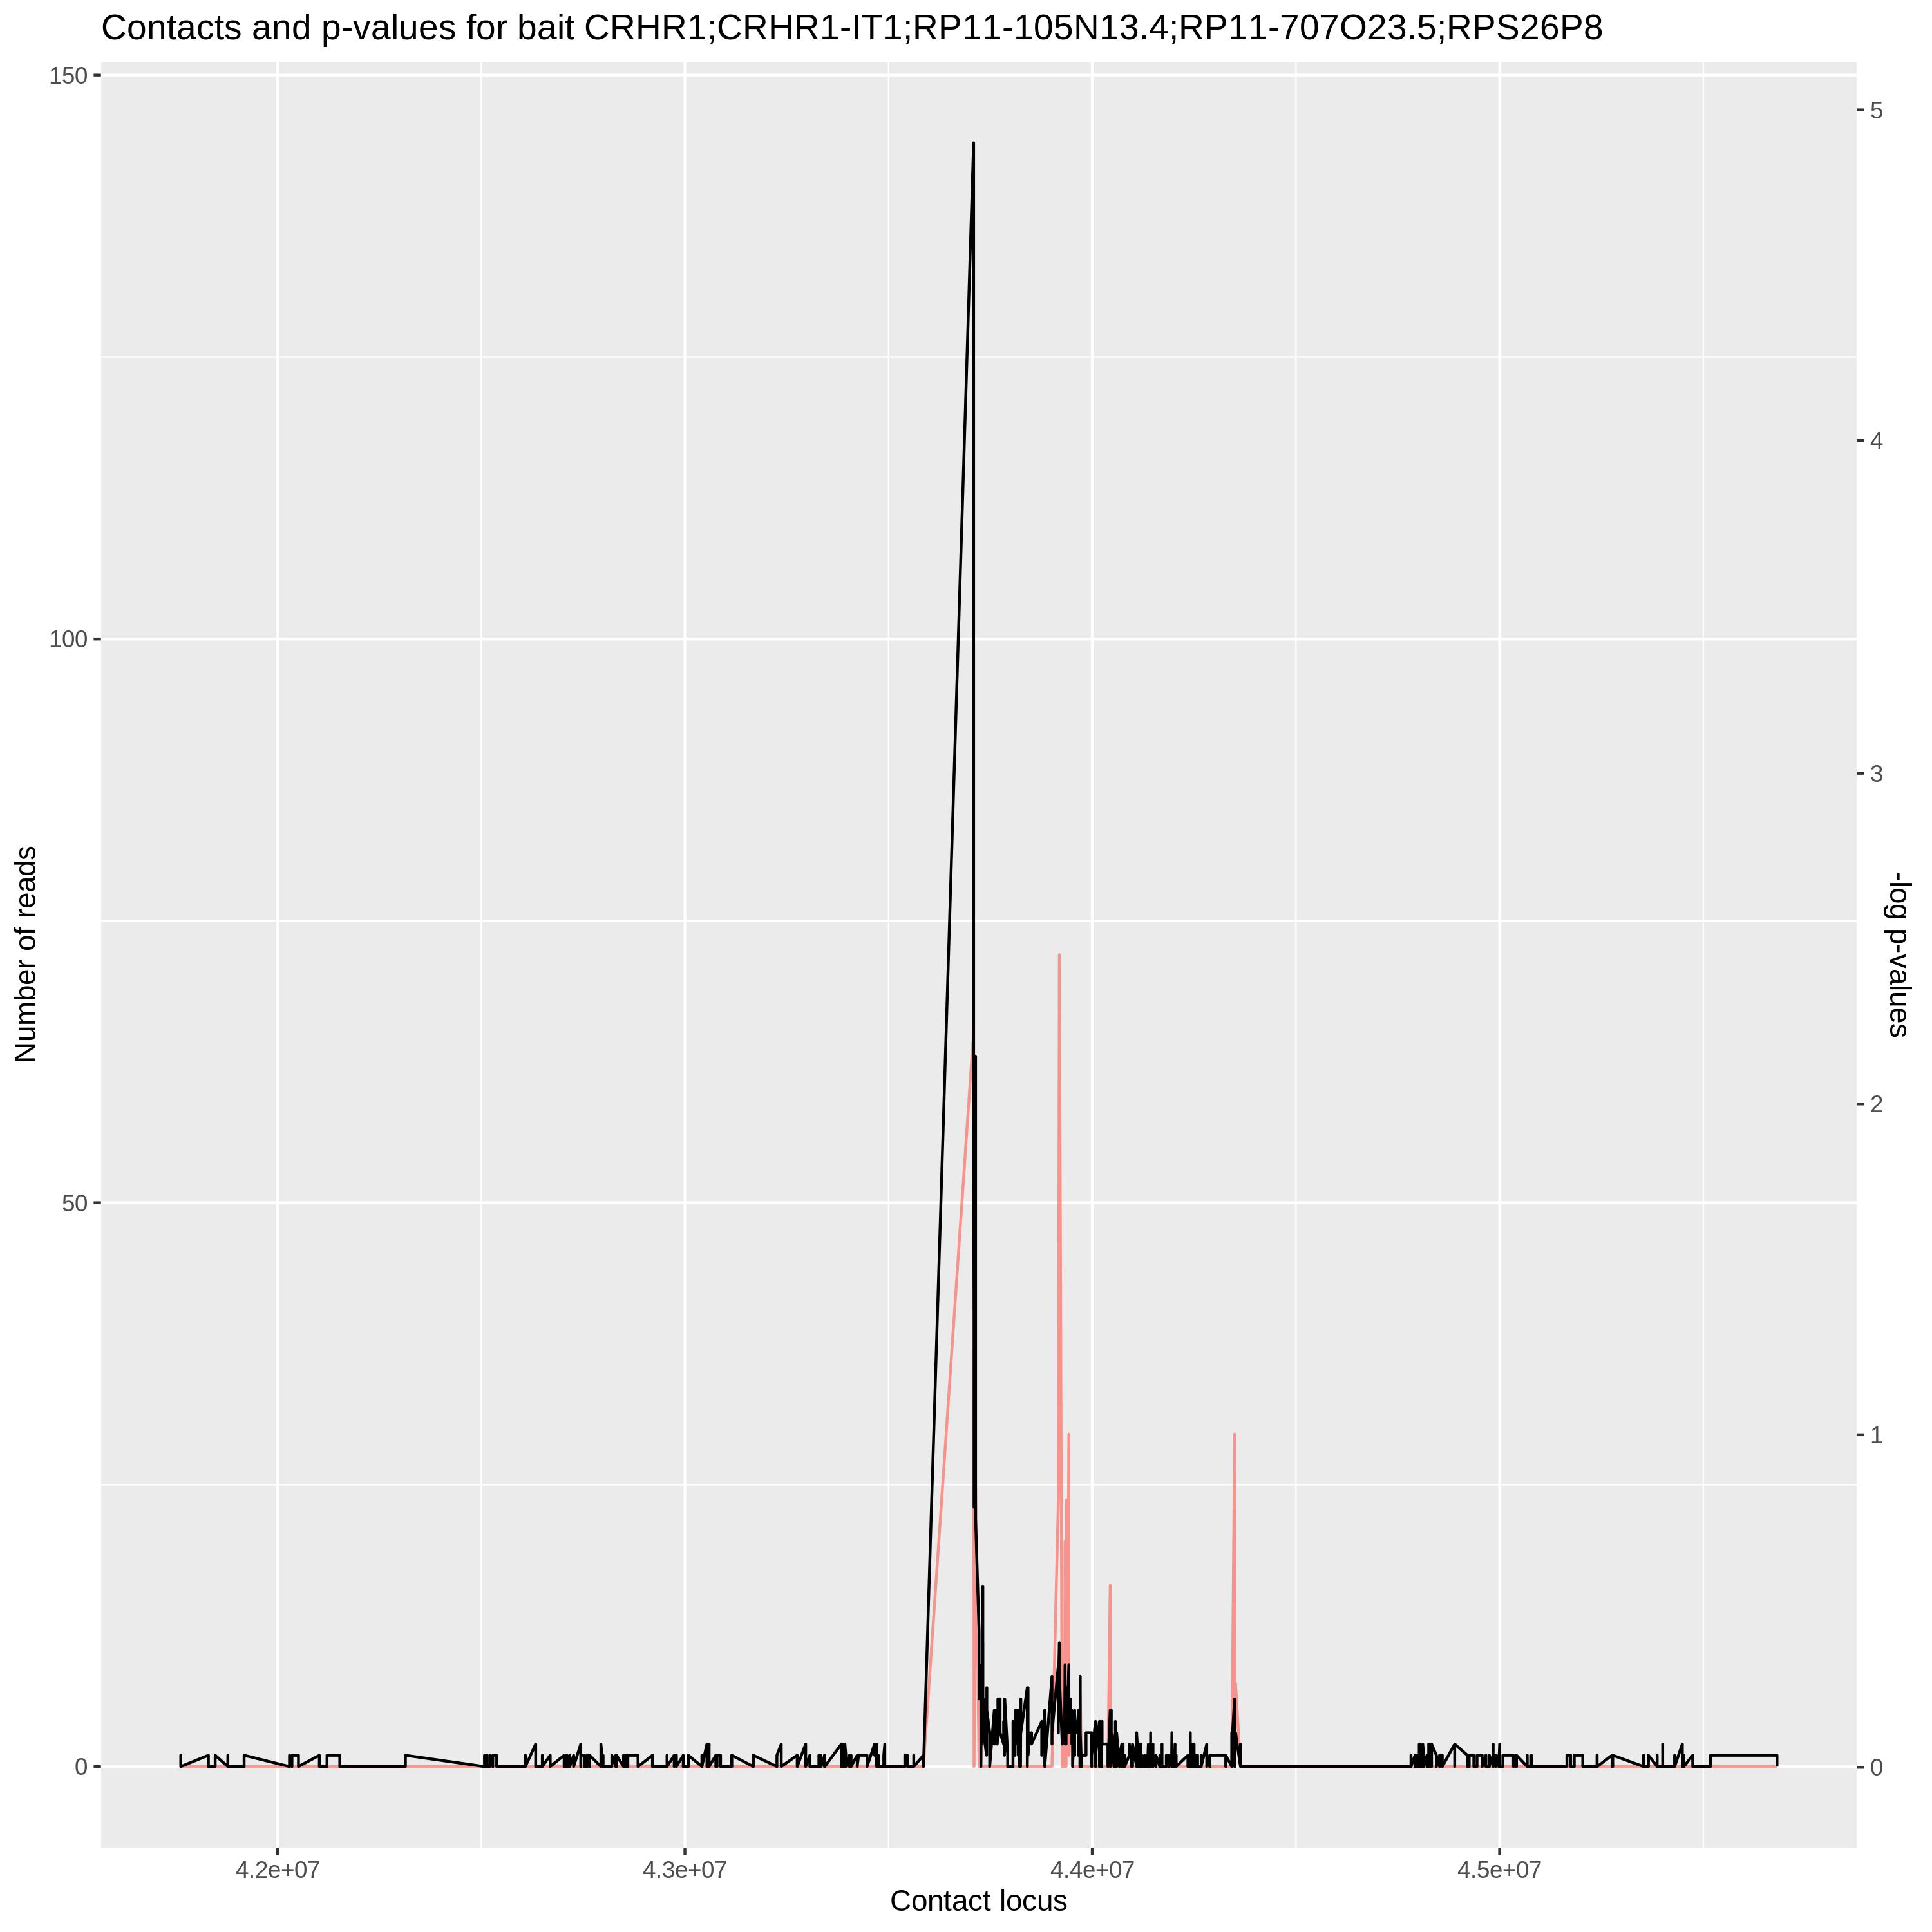 Contacts and p-values for bait CRHR1;CRHR1-IT1;RP11-105N13.4;RP11-707O23.5;RPS26P8
150
100
50
0
Number of reads
5
4
3
2
1
0
-log p-values
4.2e+07 4.3e+07 4.4e+07 4.5e+07
Contact locus